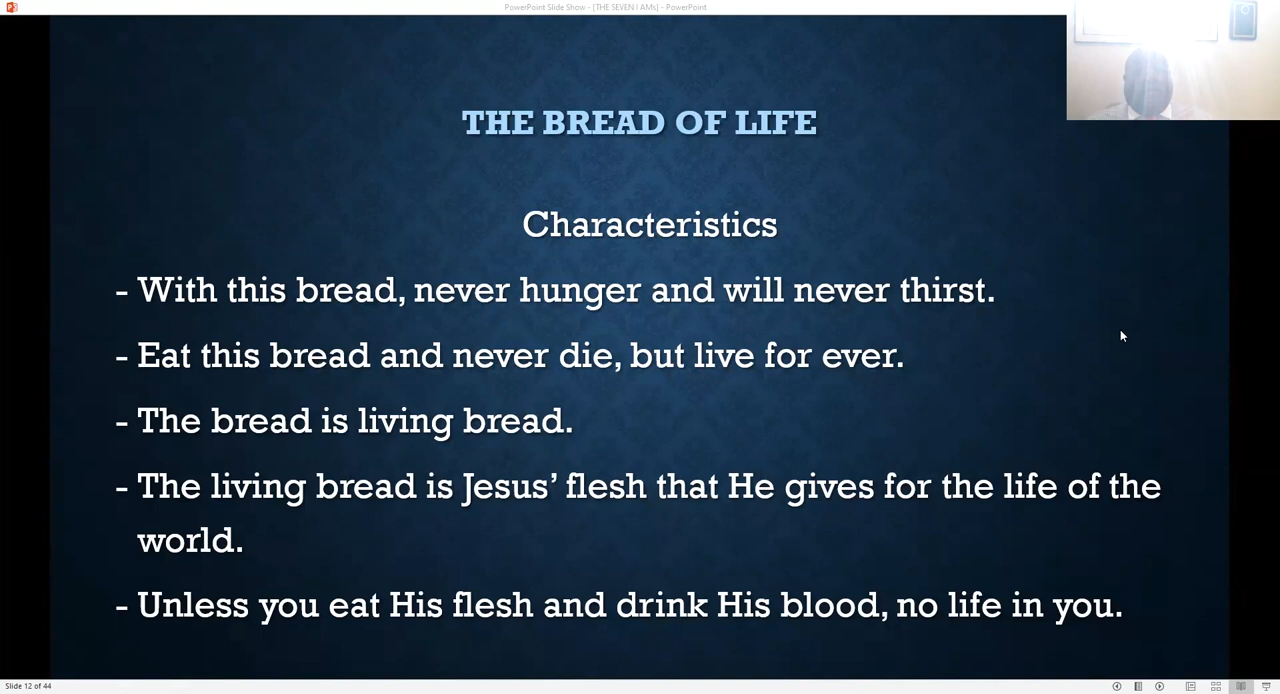 PowerPoint Slide Show - [THE SEVEN I AMs] - PowerPoint
THE BREAD OF LIFE
Characteristics
- With this bread, never hunger and will never thirst.
- Eat this bread and never die, but live for ever.
- The bread is living bread.
- The living bread is Jesus’ flesh that He gives for the life of the
world.
- Unless you eat His flesh and drink His blood, no life in you.
Slide 12 of 44